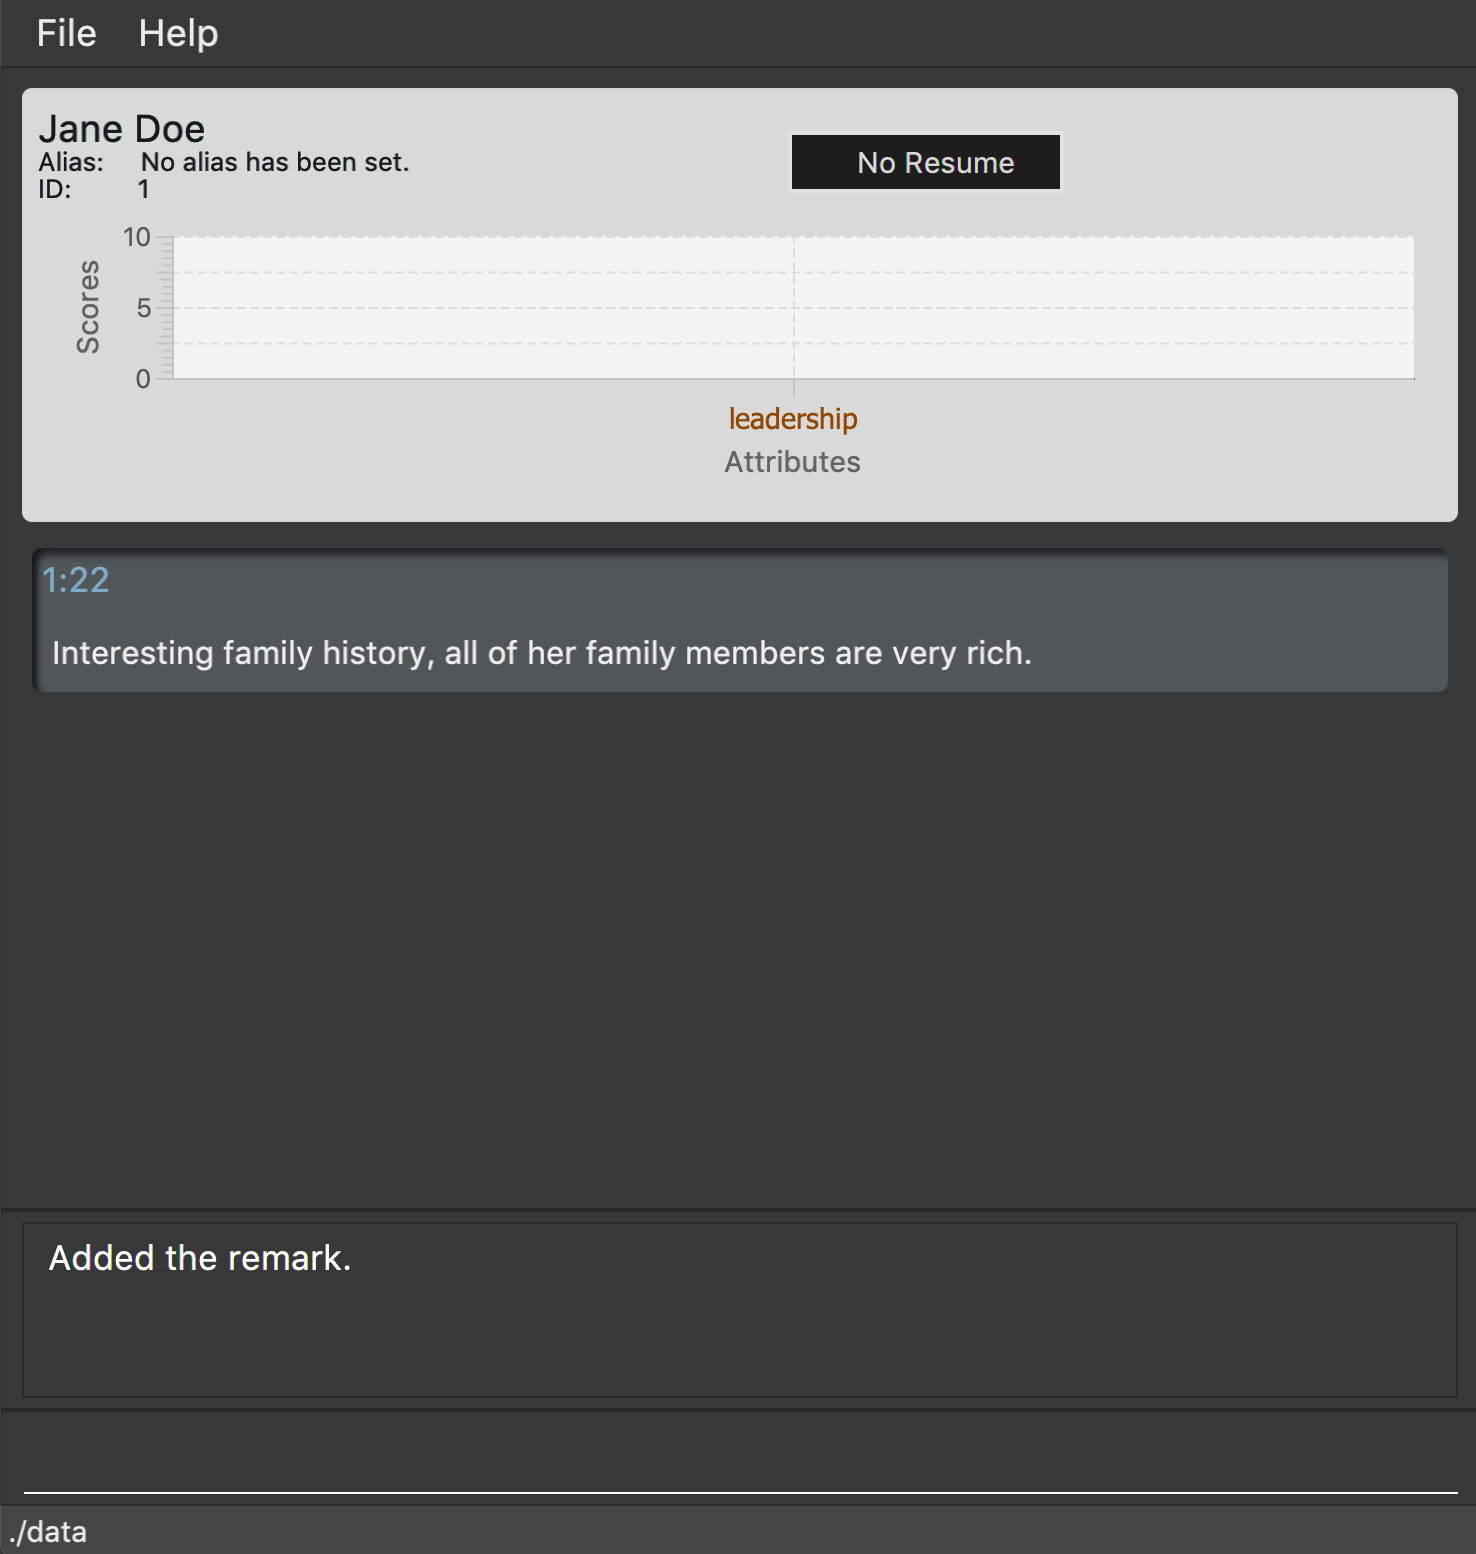 File Help
Jane Doe
Alias: No alias has been set.
ID: 1
No Resume
10
5
0
Scores
leadership
Attributes
1:22
Interesting family history, all of her family members are very rich.
Added the remark.
./data